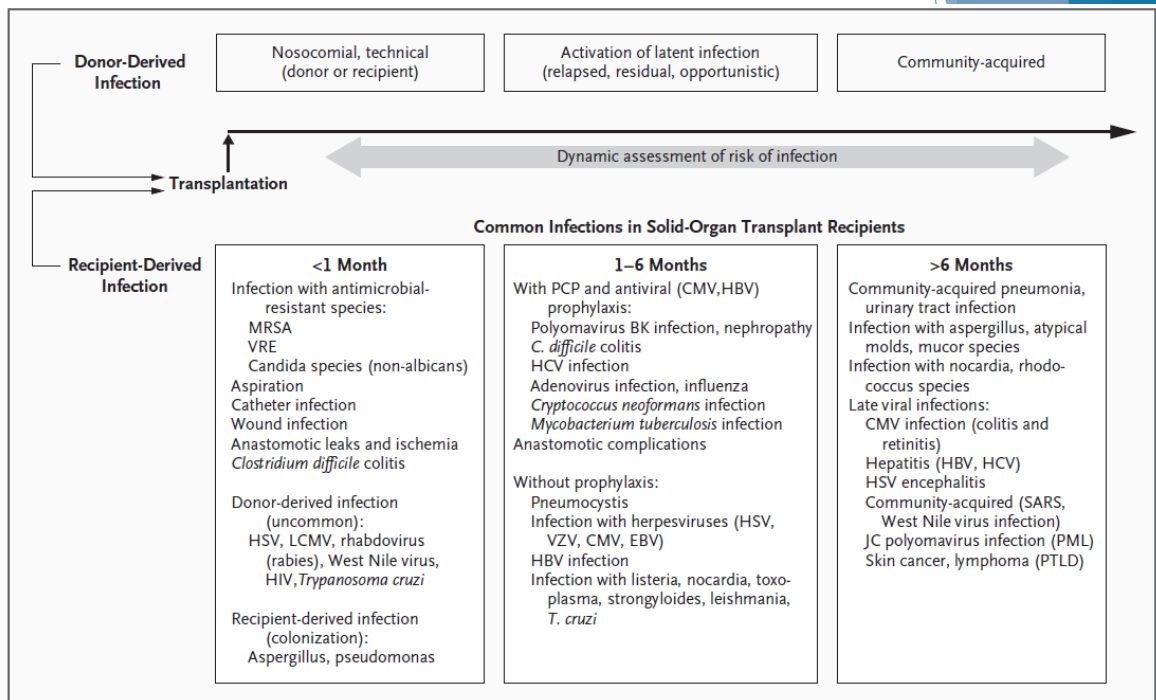 Donor-Derived
Infection
Nosocomial, technical
(donor or recipient)
Activation of latent infection
(relapsed, residual, opportunistic)
Community-acquired
Dynamic assessment of risk of infection
Transplantation
Common Infections in Solid-Organ Transplant Recipients
Recipient-Derived
Infection
<1 Month
Infection with antimicrobial-
resistant species:
MRSA
VRE
Candida species (non-albicans)
Aspiration
Catheter infection
Wound infection
Anastomotic leaks and ischemia
Clostridium difficile colitis
Donor-derived infection
(uncommon):
HSV, LCMV, rhabdovirus
(rabies), West Nile virus,
HIV,Trypanosoma cruzi
Recipient-derived infection
(colonization):
Aspergillus, pseudomonas
1–6 Months
With PCP and antiviral (CMV,HBV)
prophylaxis:
Polyomavirus BK infection, nephropathy
C. difficile colitis
HCV infection
Adenovirus infection, influenza
Cryptococcus neoformans infection
Mycobacterium tuberculosis infection
Anastomotic complications
Without prophylaxis:
Pneumocystis
Infection with herpesviruses (HSV,
VZV, CMV, EBV)
HBV infection
Infection with listeria, nocardia, toxo-
plasma, strongyloides, leishmania,
T. cruzi
>6 Months
Community-acquired pneumonia,
urinary tract infection
Infection with aspergillus, atypical
molds, mucor species
Infection with nocardia, rhodo-
coccus species
Late viral infections:
CMV infection (colitis and
retinitis)
Hepatitis (HBV, HCV)
HSV encephalitis
Community-acquired (SARS,
West Nile virus infection)
JC polyomavirus infection (PML)
Skin cancer, lymphoma (PTLD)